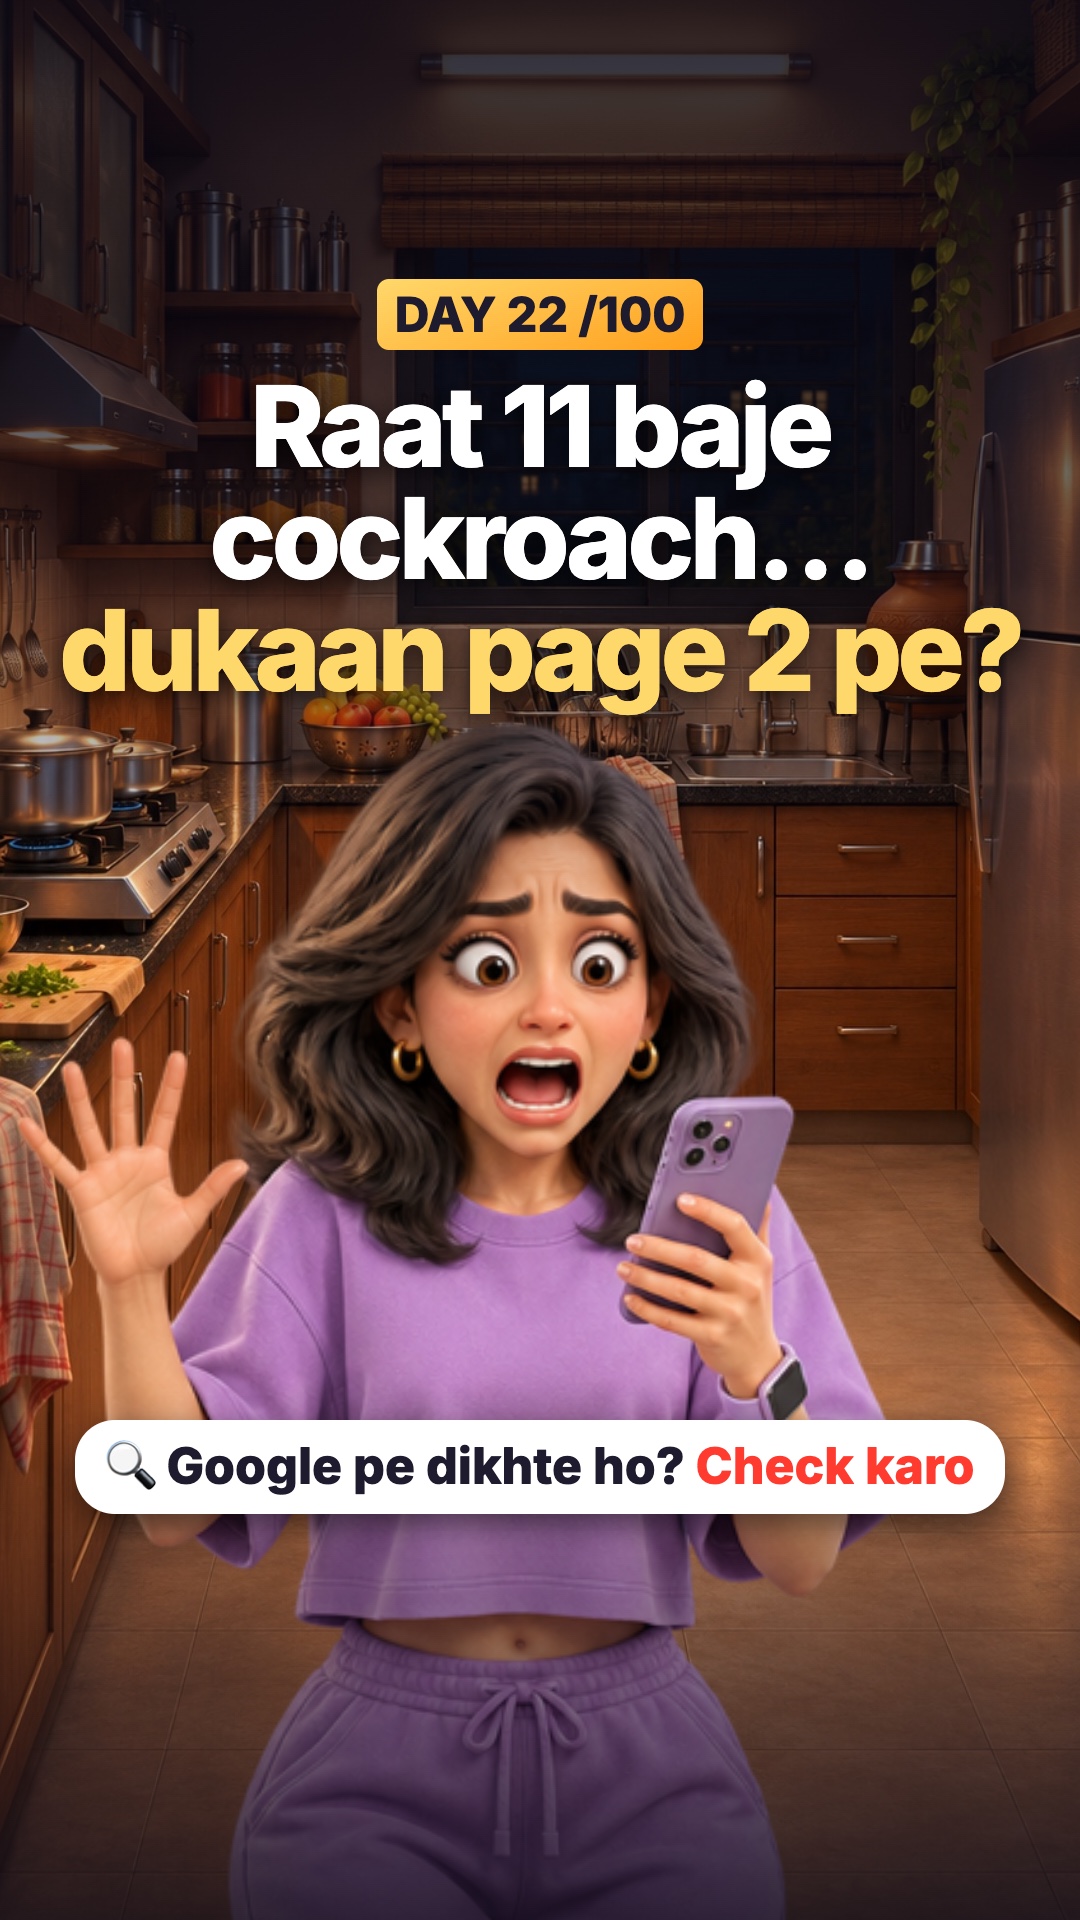 DAY 22 /100
Raat 11 baje
cockroach...
dukaan page 2 pe?
🔍 Google pe dikhte ho? Check karo